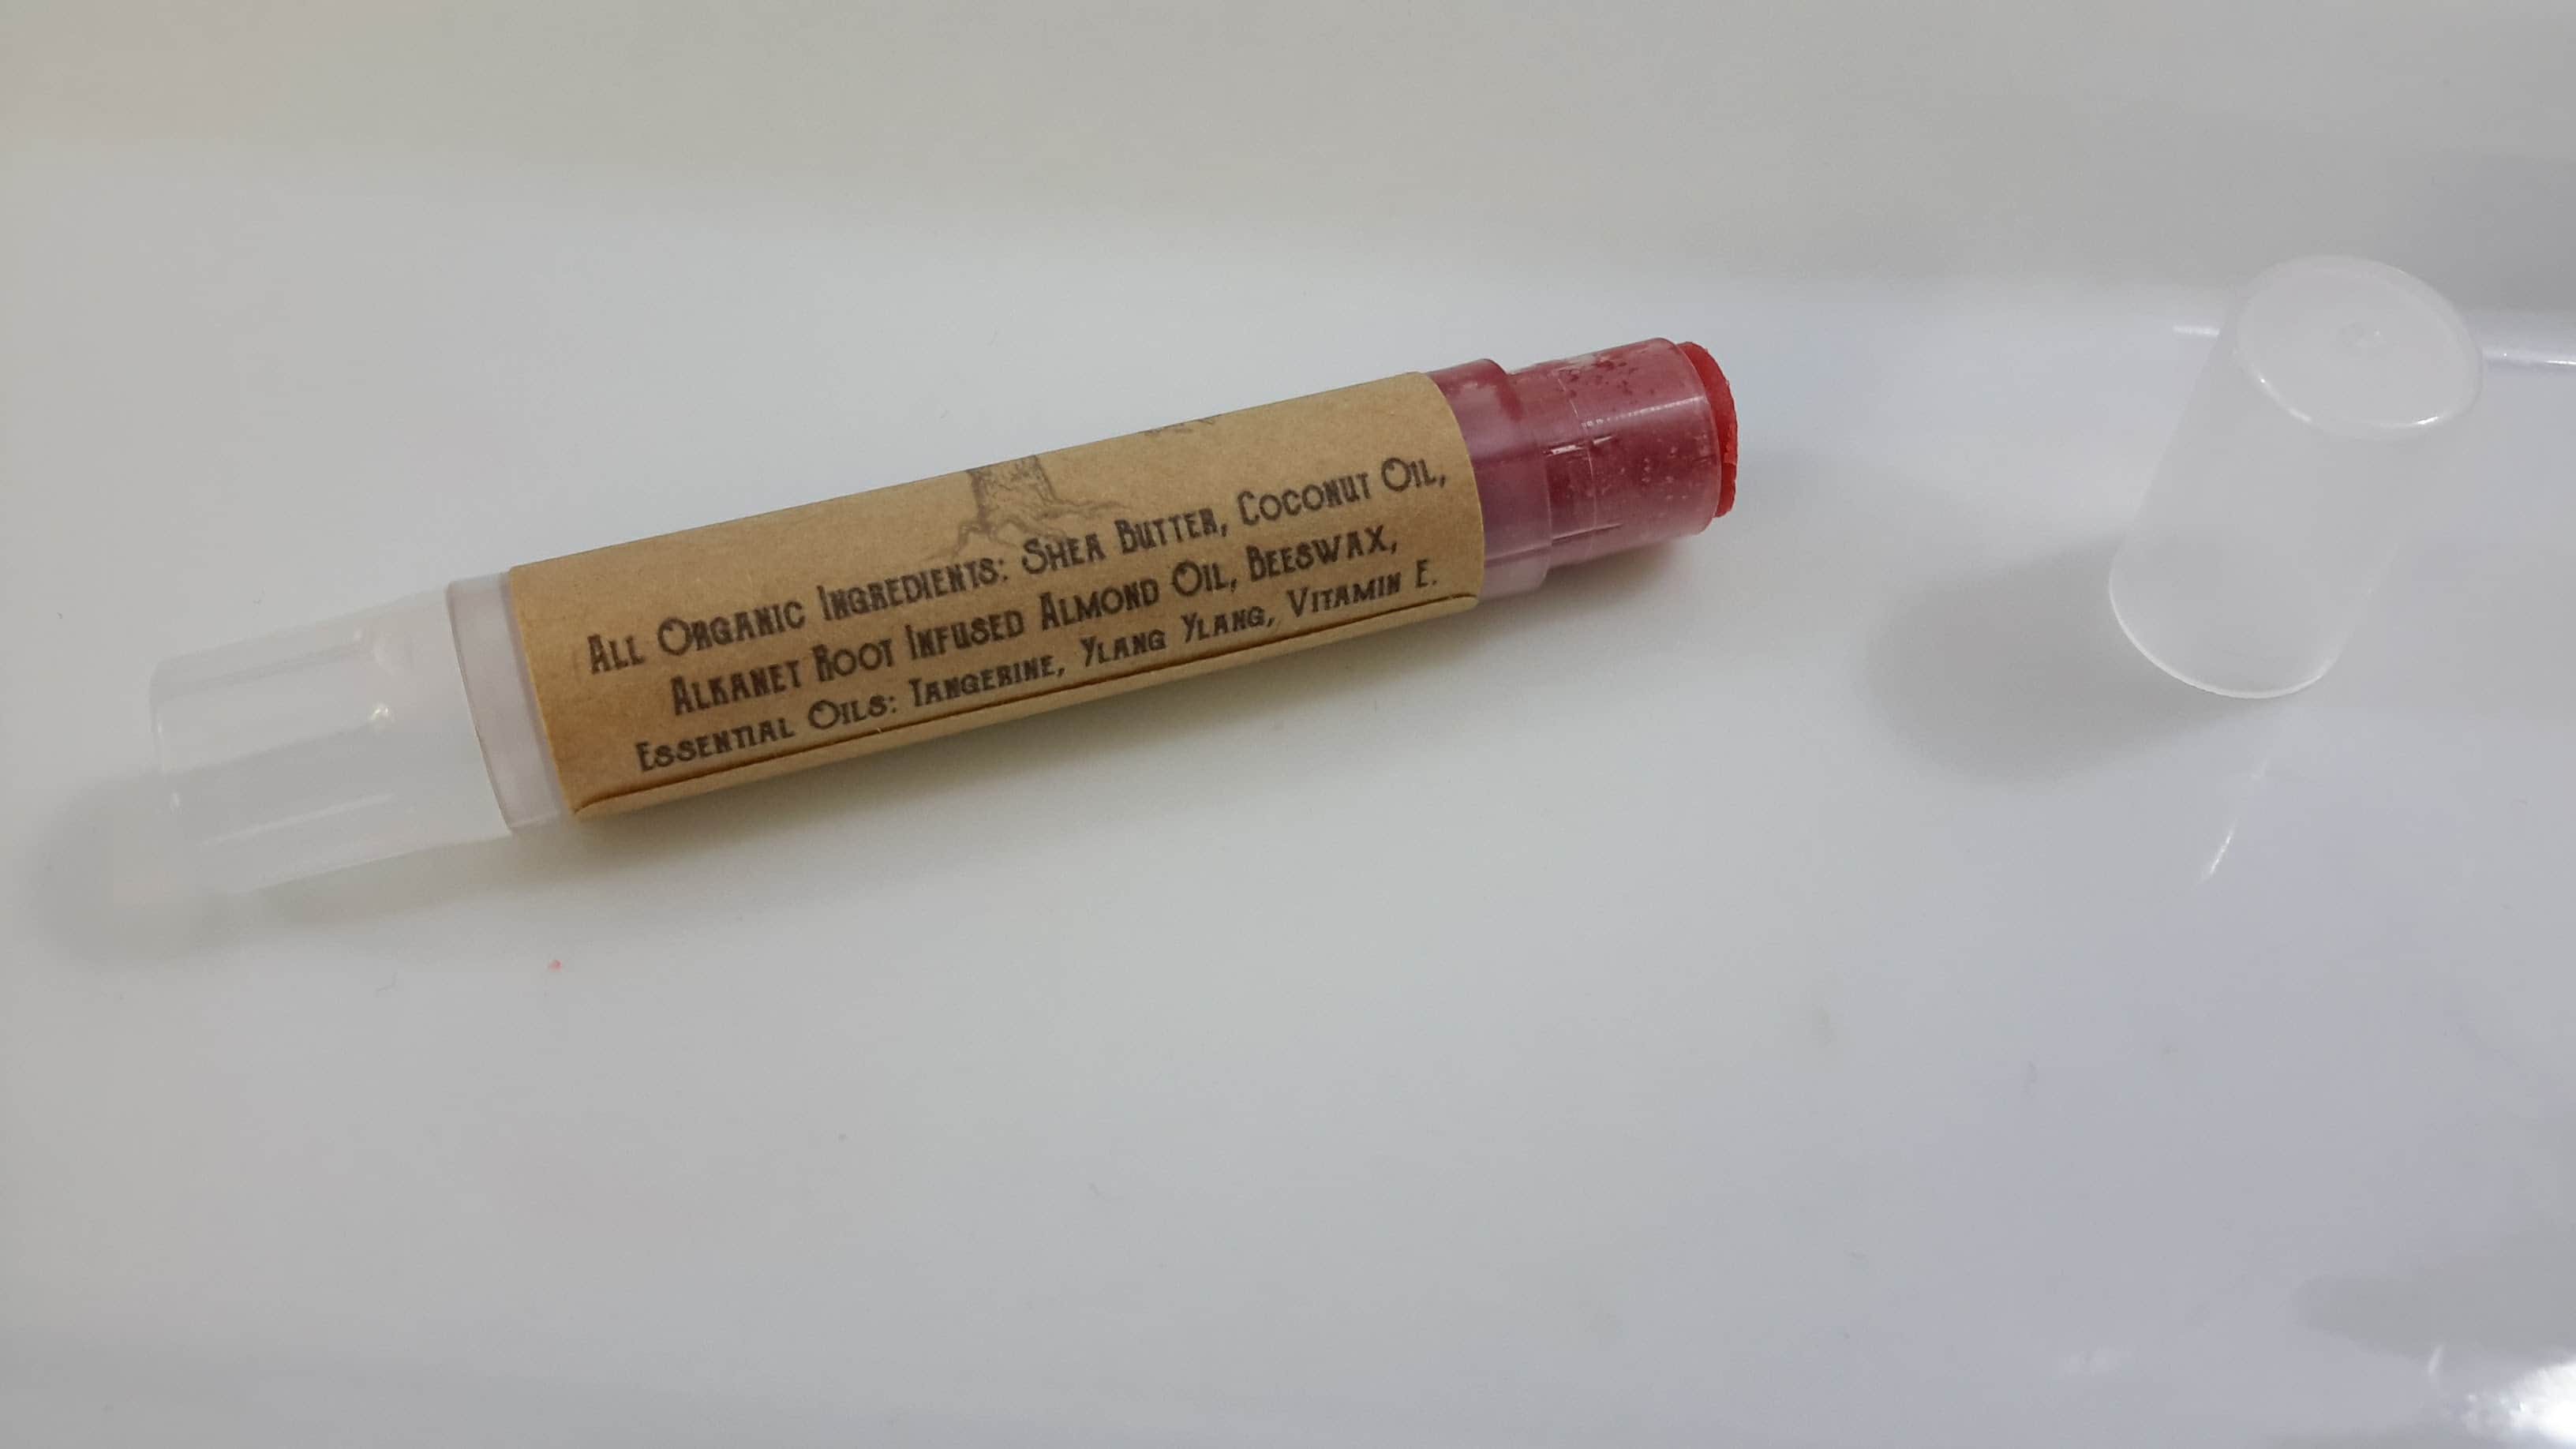 All Organic Ingredients: Shea Butter, Coconut Oil,
Alkanet Root Infused Almond Oil, Beeswax,
Essential Oils: Tangerine, Ylang Ylang, Vitamin E.